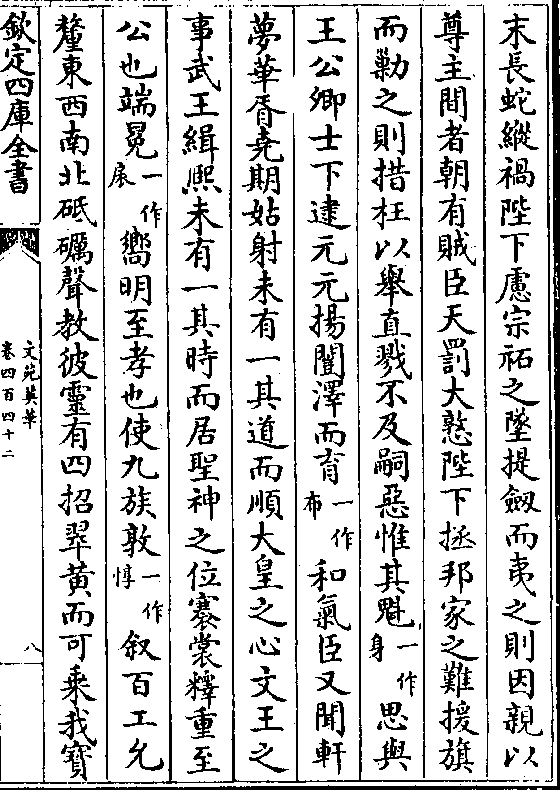 末長蛇縱禍陛下慮宗祏之墜提劔而夷之則因親以
尊主間者朝有賊臣天罰大憝陛下拯邦家之難援旗
而勦之則措枉以舉直戮不及嗣惡惟其魁一作身思與
王公卿士下逮元元揚闓澤而育一作布和氣臣又聞軒
夢華胥堯期姑射未有一其道而順大皇之心文王之
事武王緝熙未有一其時而居聖神之位褰裳釋重至
公也端冕一作扆嚮明至孝也使九族敦一作惇叙百工允
釐東西南北砥礪聲教彼靈有四招翠黄而可乘我寶
欽定四庫全書
文苑英華
卷四百四十二
八